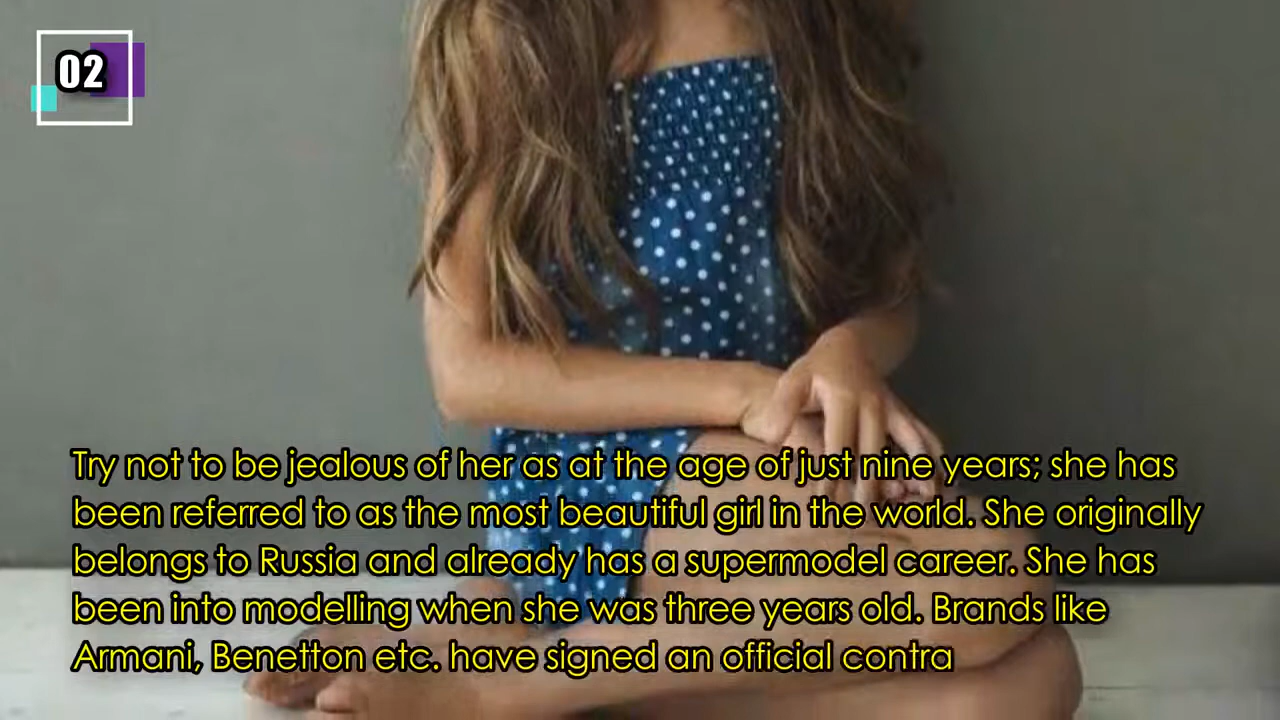 02
Try not to be jealous of her as at the age of just nine years; she has
been referred to as the most beautiful girl in the world. She originally
belongs to Russia and already has a supermodel career. She has
been into modelling when she was three years old. Brands like
Armani, Benetton etc. have signed an official contra